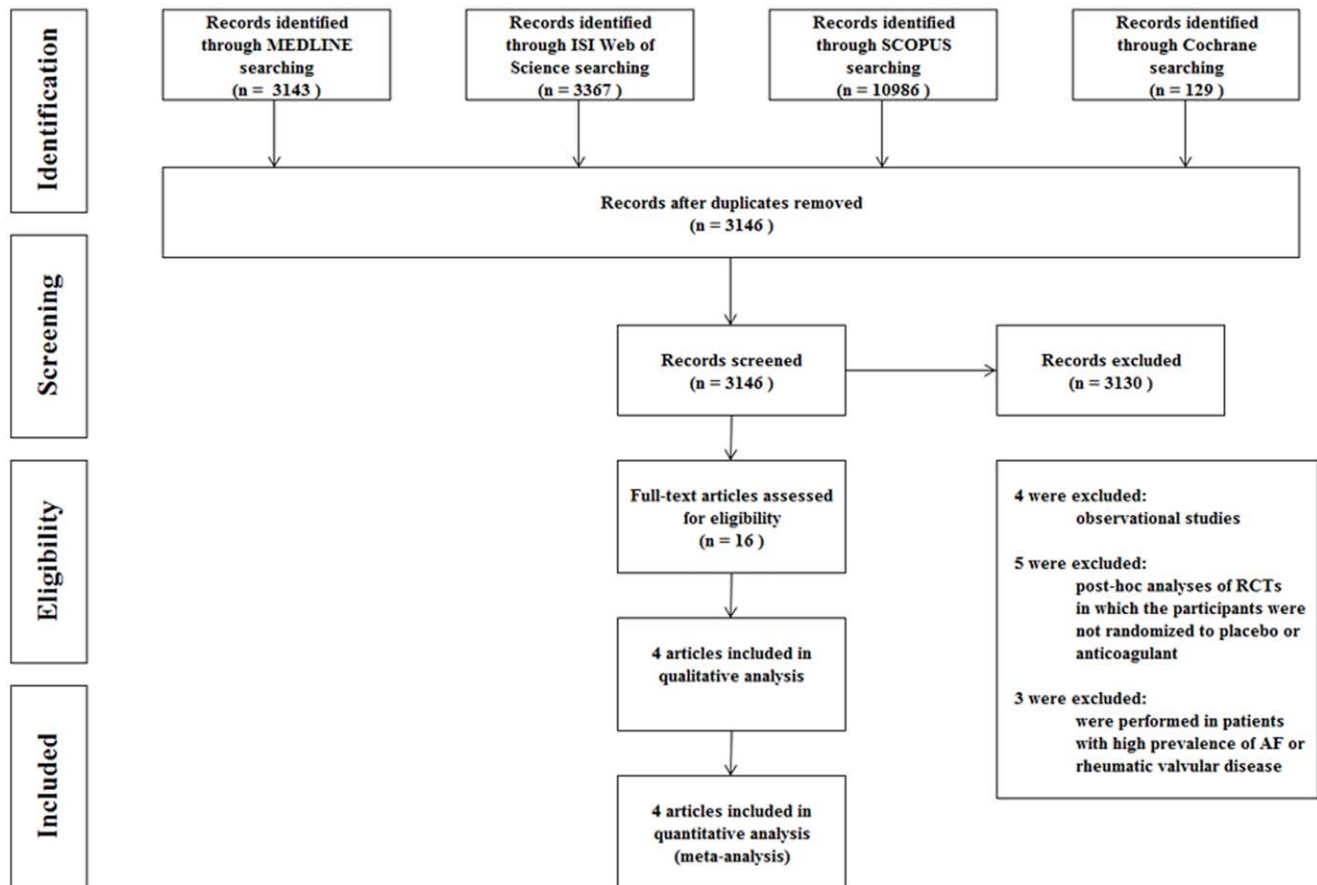 Identification
Records identified
through MEDLINE
searching
(n =  3143 )
Records identified
through ISI Web of
Science searching
(n = 3367 )
Records identified
through SCOPUS
searching
(n = 10986 )
Records identified
through Cochrane
searching
(n = 129 )
Records after duplicates removed
(n = 3146 )
Screening
Records screened
(n = 3146 )
Records excluded
(n = 3130 )
Eligibility
Full-text articles assessed
for eligibility
(n = 16 )
4 were excluded:
observational studies
5 were excluded:
post-hoc analyses of RCTs
in which the participants were
not randomized to placebo or
anticoagulant
3 were excluded:
were performed in patients
with high prevalence of AF or
rheumatic valvular disease
4 articles included in
qualitative analysis
Included
4 articles included in
quantitative analysis
(meta-analysis)